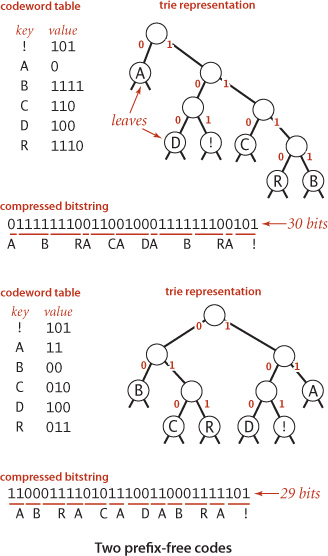 codeword table trie representation
key value
! 101
A 0
B 1111
C 110
D 100
R 1110
0 1
A 0 1
0 1 0 1
leaves
D ! C 0 1
R B
compressed bitstring
011111110011001000111111100101 30 bits
A B RA CA DA B RA !
codeword table trie representation
key value
! 101
A 11
B 00
C 010
D 100
R 011
0 1
0 1 0 1
B 0 1 0 1 A
C R D !
compressed bitstring
11000111101011100110001111101 29 bits
A B R A C A D A B R A !
Two prefix-free codes